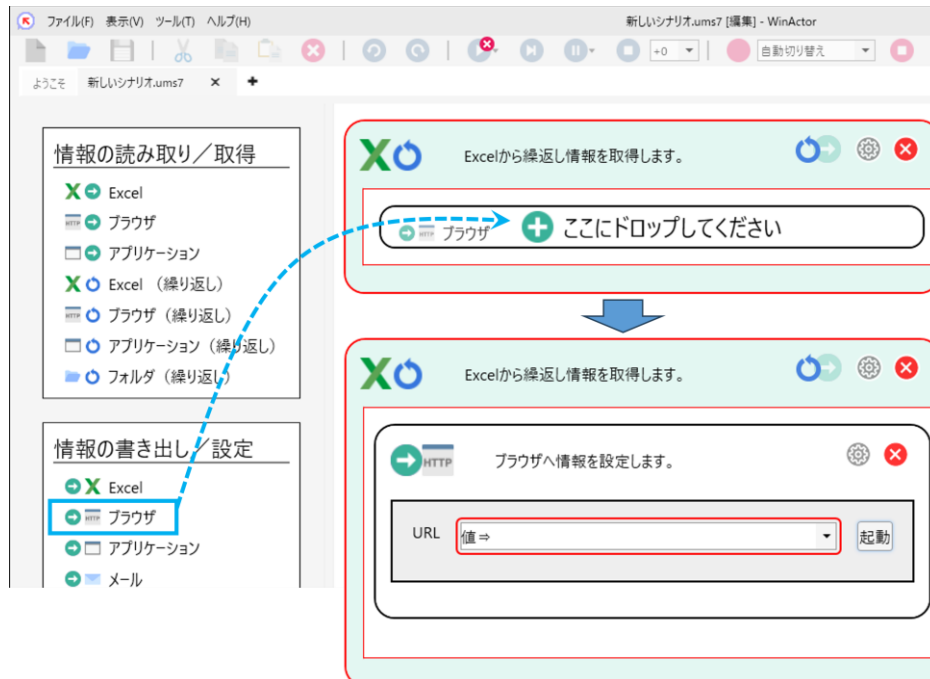 ファイル(F) 表示(V) ツール(T) ヘルプ(H)
新しいシナリオ.ums7 [編集] - WinActor
+0
自動切り替え
ようこそ 新しいシナリオ.ums7
情報の読み取り／取得
Excel
HTTP ブラウザ
アプリケーション
Excel （繰り返し）
HTTP ブラウザ（繰り返し）
アプリケーション（繰り返し）
フォルダ（繰り返し）
情報の書き出し／設定
Excel
HTTP ブラウザ
アプリケーション
メール
Excelから繰返し情報を取得します。
HTTP ブラウザ
ここにドロップしてください
Excelから繰返し情報を取得します。
HTTP
ブラウザへ情報を設定します。
URL 値⇒ 起動